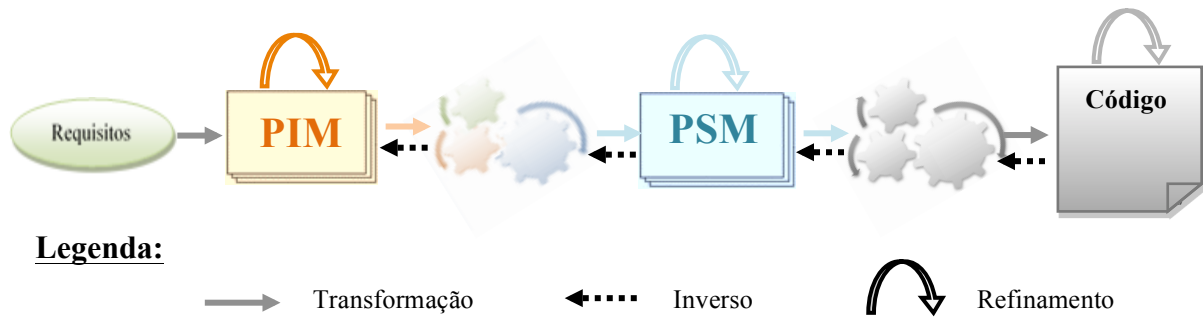 Requisitos
PIM
PSM
Código
Legenda:
Transformação
Inverso
Refinamento